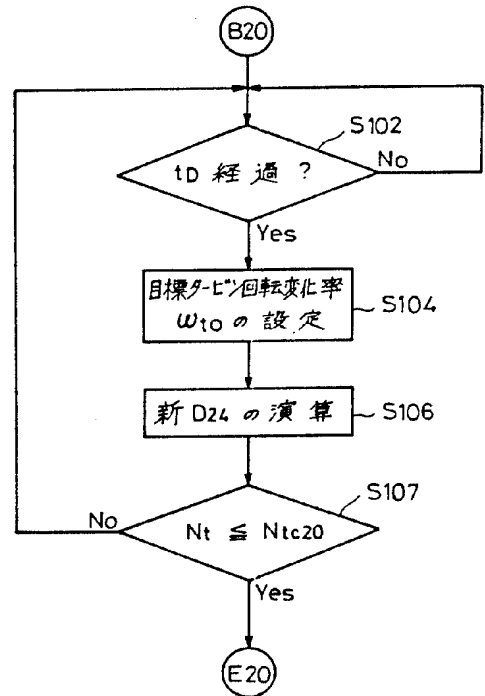 B20
S102
tD 経過?
No
Yes
目標タービン回転変化率
ωto の設定
S104
新 D24 の演算
S106
S107
No
Nt ≦ Ntc20
Yes
E20